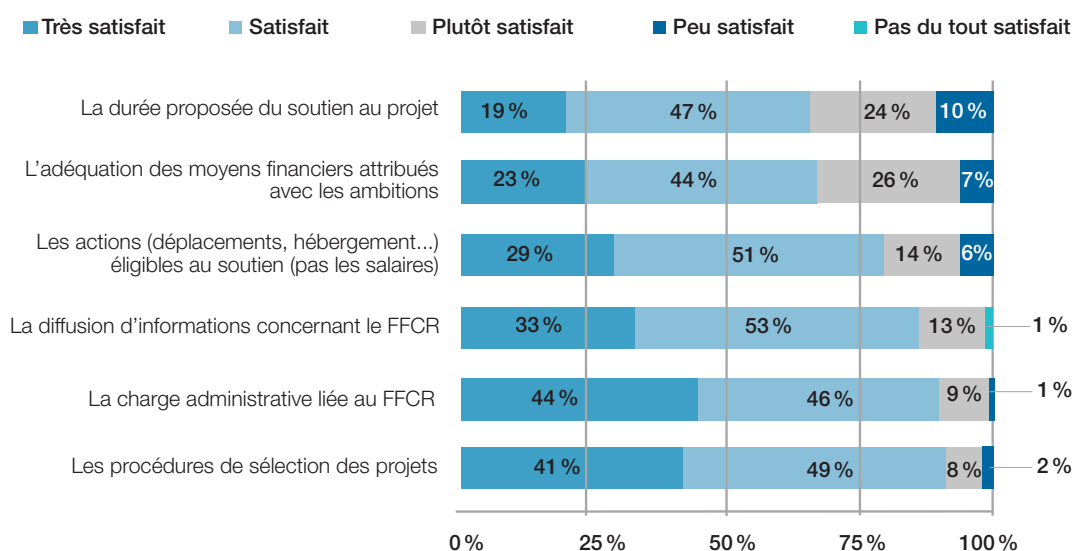 Très satisfait Satisfait Plutôt satisfait Peu satisfait Pas du tout satisfait
La durée proposée du soutien au projet 19 % 47 % 24 % 10 %
L’adéquation des moyens financiers attribués
avec les ambitions 23 % 44 % 26 % 7%
Les actions (déplacements, hébergement...)
éligibles au soutien (pas les salaires) 29 % 51 % 14 % 6%
La diffusion d’informations concernant le FFCR 33 % 53 % 13 % 1 %
La charge administrative liée au FFCR 44 % 46 % 9 % 1 %
Les procédures de sélection des projets 41 % 49 % 8 % 2 %
0 % 25 % 50 % 75 % 100 %